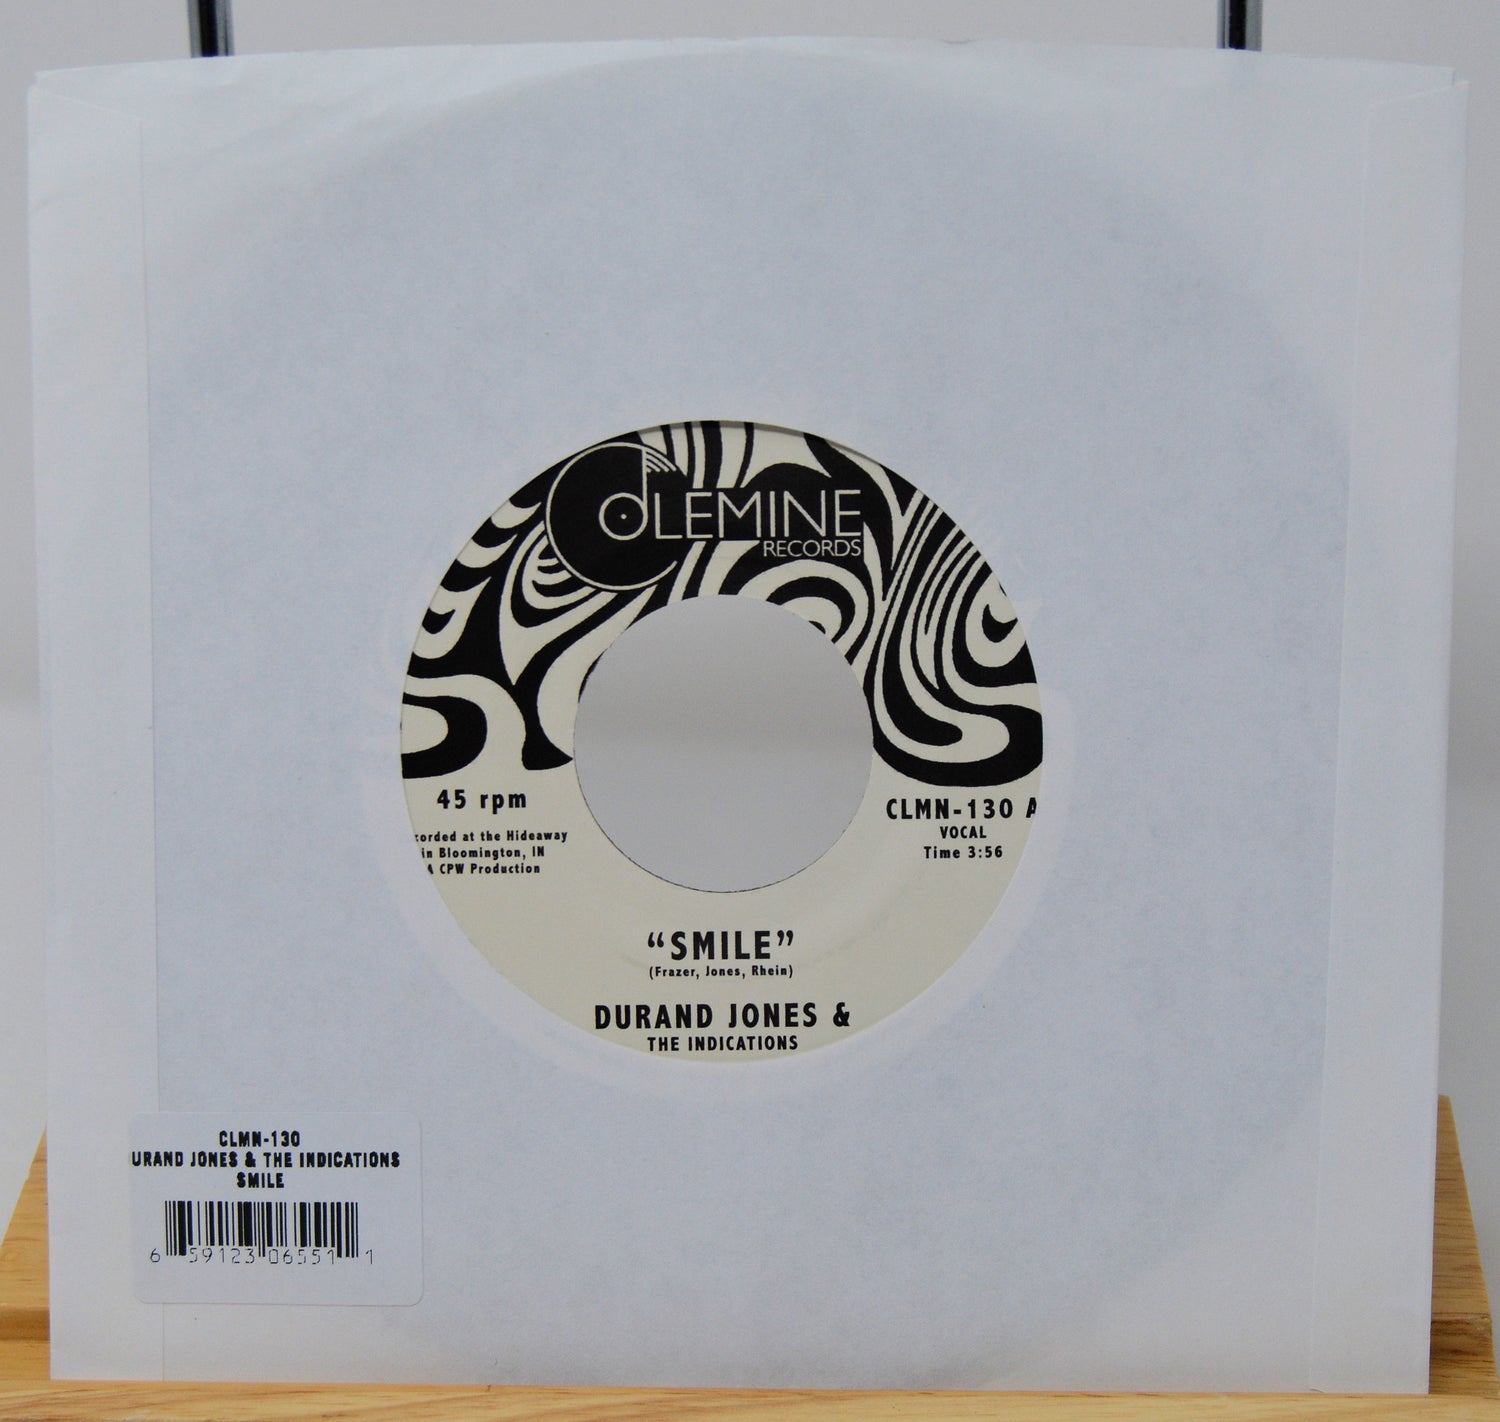 COLEMINE
RECORDS
45 rpm
corded at the Hideaway
in Bloomington, IN
A CPW Production
CLMN-130 A
VOCAL
Time 3:56
“SMILE”
(Frazer, Jones, Rhein)
DURAND JONES &
THE INDICATIONS
CLMN-130
URAND JONES & THE INDICATIONS
SMILE
6 59123 06551 1